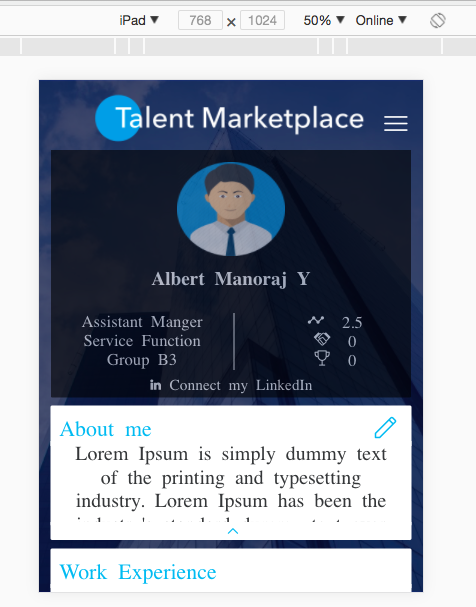 iPad ▼ 768 × 1024 50% ▼ Online ▼
Talent Marketplace
Albert Manoraj Y
Assistant Manger
Service Function
Group B3
2.5
0
0
in Connect my LinkedIn
About me
Lorem Ipsum is simply dummy text
of the printing and typesetting
industry. Lorem Ipsum has been the
Work Experience